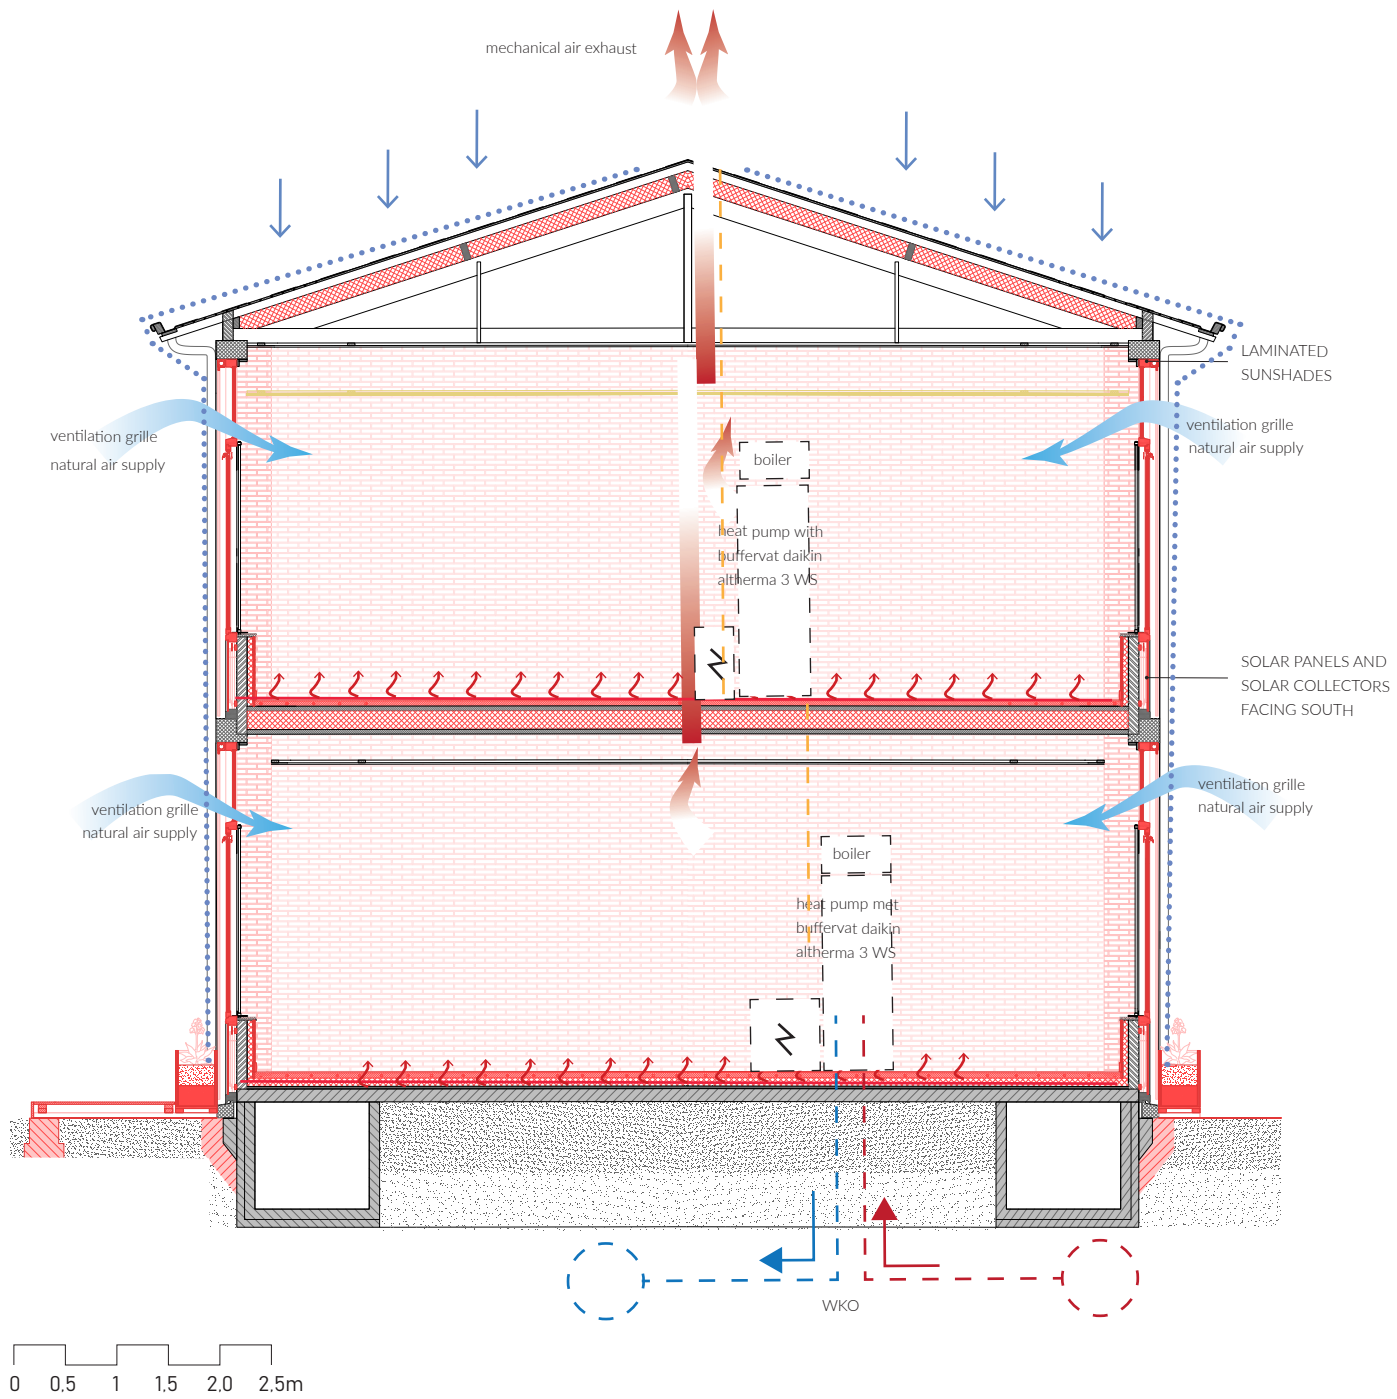 mechanical air exhaust
LAMINATED
SUNSHADES
ventilation grille
natural air supply
ventilation grille
natural air supply
boiler
heat pump with
buffervat daikin
altherma 3 WS
SOLAR PANELS AND
SOLAR COLLECTORS
FACING SOUTH
ventilation grille
natural air supply
ventilation grille
natural air supply
boiler
heat pump met
buffervat daikin
altherma 3 WS
WKO
0 0,5 1 1,5 2,0 2,5m